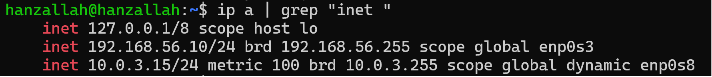 hanzallah@hanzallah:~$ ip a | grep "inet "
    inet 127.0.0.1/8 scope host lo
    inet 192.168.56.10/24 brd 192.168.56.255 scope global enp0s3
    inet 10.0.3.15/24 metric 100 brd 10.0.3.255 scope global dynamic enp0s8